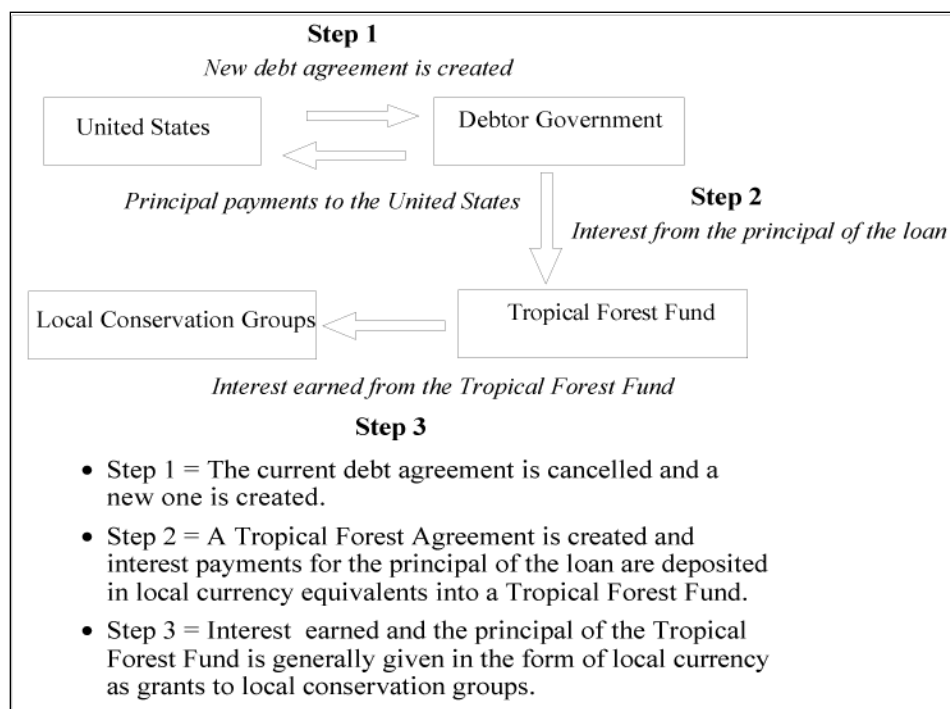 Step 1
New debt agreement is created
United States
Debtor Government
Principal payments to the United States
Step 2
Interest from the principal of the loan
Local Conservation Groups
Tropical Forest Fund
Interest earned from the Tropical Forest Fund
Step 3
• Step 1 = The current debt agreement is cancelled and a
new one is created.
• Step 2 = A Tropical Forest Agreement is created and
interest payments for the principal of the loan are deposited
in local currency equivalents into a Tropical Forest Fund.
• Step 3 = Interest earned and the principal of the Tropical
Forest Fund is generally given in the form of local currency
as grants to local conservation groups.